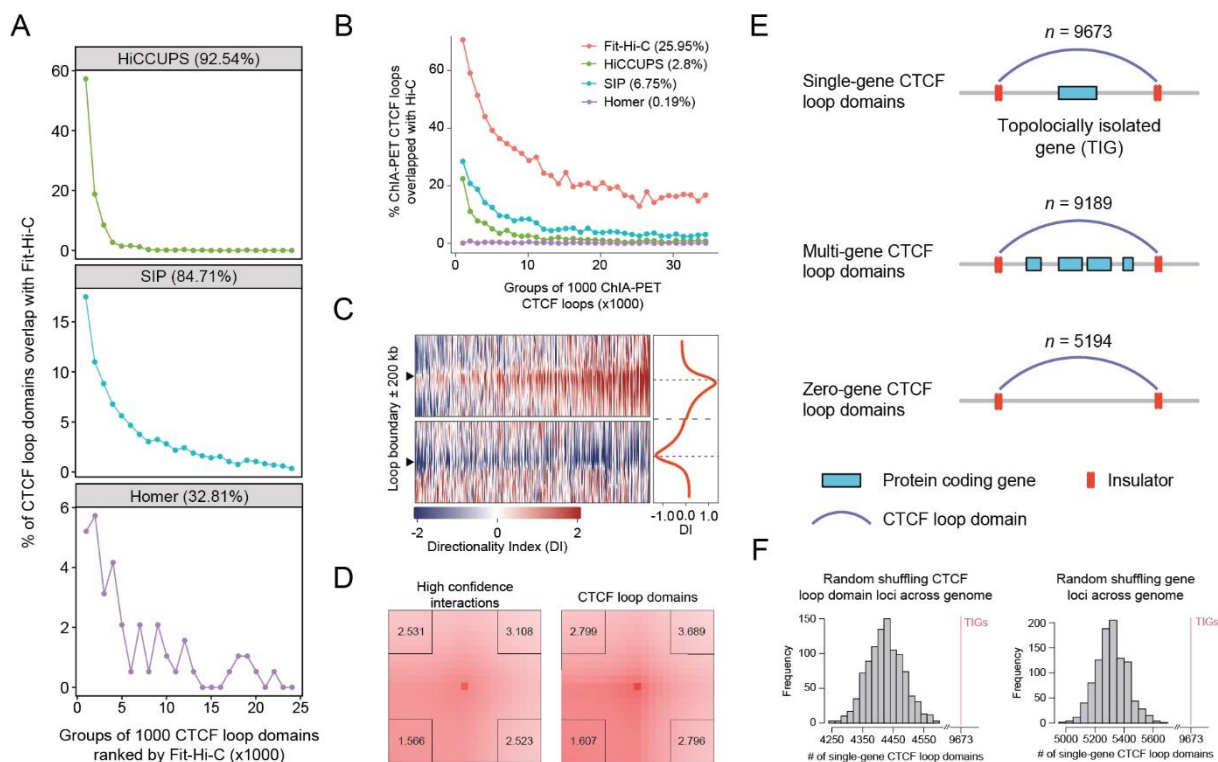 A
HiCCUPS (92.54%)
60
40
20
0
SIP (84.71%)
15
10
5
0
Homer (32.81%)
6
4
2
0
0 5 10 15 20 25
% of CTCF loop domains overlap with Fit-Hi-C
Groups of 1000 CTCF loop domains
ranked by Fit-Hi-C (x1000)
B
Fit-Hi-C (25.95%)
HiCCUPS (2.8%)
SIP (6.75%)
Homer (0.19%)
80
40
0
0 10 20 30
% ChIA-PET CTCF loops
overlapped with Hi-C
Groups of 1000 ChIA-PET
CTCF loops (x1000)
C
Loop boundary ± 200 kb
-2 0 2
Directionality Index (DI)
-1.0 0.0 1.0
DI
D
High confidence
interactions
2.531 3.108
1.566 2.523
CTCF loop domains
2.799 3.689
1.607 2.796
E
n = 9673
Single-gene CTCF
loop domains
Topolocially isolated
gene (TIG)
n = 9189
Multi-gene CTCF
loop domains
n = 5194
Zero-gene CTCF
loop domains
Protein coding gene
Insulator
CTCF loop domain
F
Random shuffling CTCF
loop domain loci across genome
TIGs
150
100
50
0
Frequency
4250 4350 4450 4550 9673
# of single-gene CTCF loop domains
Random shuffling gene
loci across genome
TIGs
200
150
100
50
0
Frequency
5000 5200 5400 5600 9673
# of single-gene CTCF loop domains